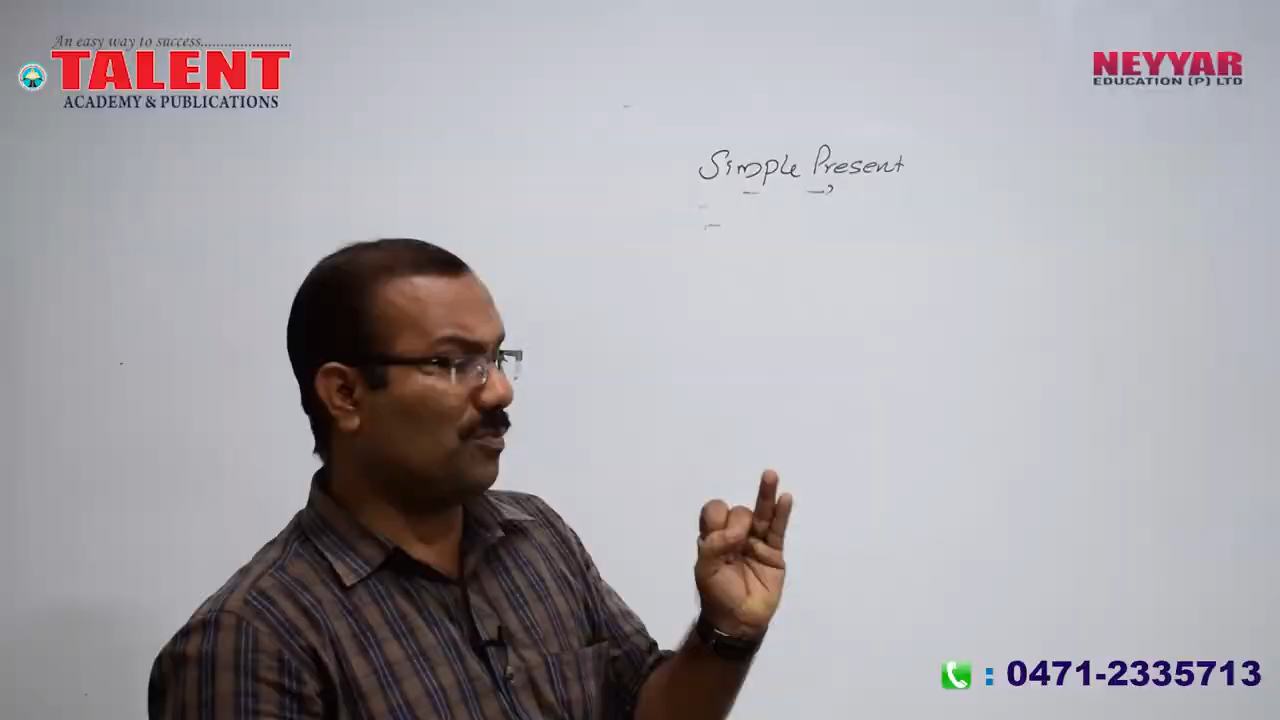 An easy way to success.......................
TALENT
ACADEMY & PUBLICATIONS
NEYYAR
EDUCATION (P) LTD
Simple Present
: 0471-2335713